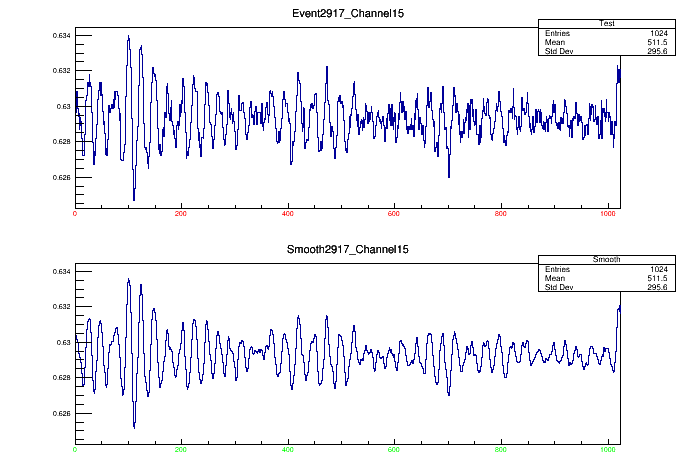 Event2917_Channel15
Test
Entries 1024
Mean 511.5
Std Dev 295.6
0.634
0.632
0.63
0.628
0.626
0 200 400 600 800 1000
Smooth2917_Channel15
Smooth
Entries 1024
Mean 511.5
Std Dev 295.6
0.634
0.632
0.63
0.628
0.626
0 200 400 600 800 1000